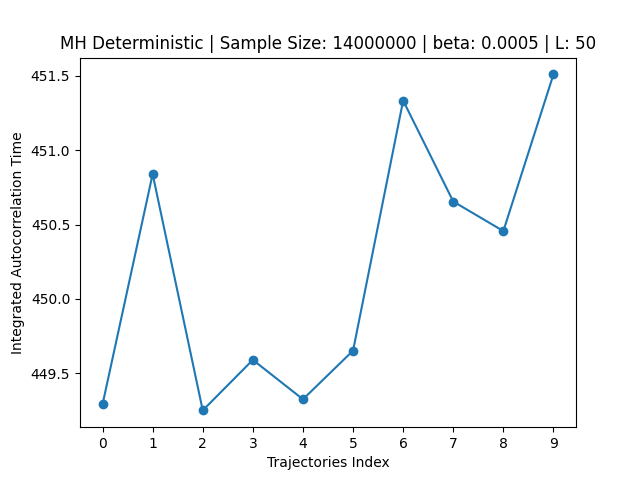 MH Deterministic | Sample Size: 14000000 | beta: 0.0005 | L: 50
451.5
451.0
450.5
450.0
449.5
Integrated Autocorrelation Time
0 1 2 3 4 5 6 7 8 9
Trajectories Index